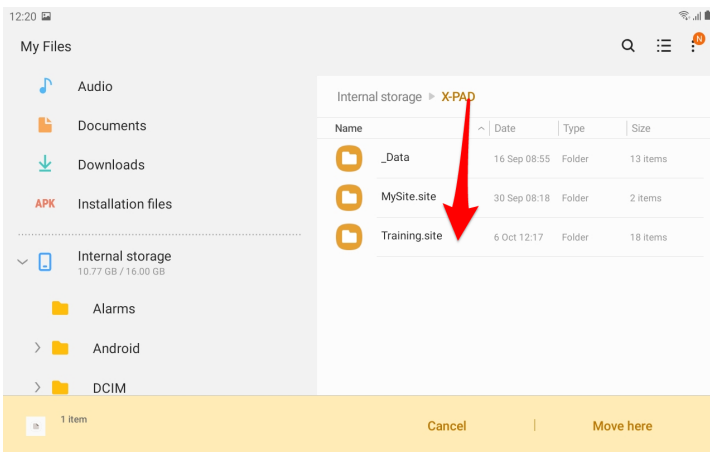 12:20
My Files
N
Audio
Documents
Downloads
APK Installation files
Internal storage
10.77 GB / 16.00 GB
Alarms
Android
DCIM
Internal storage ▶ X-PAD
Name Date Type Size
_Data 16 Sep 08:55 Folder 13 items
MySite.site 30 Sep 08:18 Folder 2 items
Training.site 6 Oct 12:17 Folder 18 items
1 item
Cancel | Move here